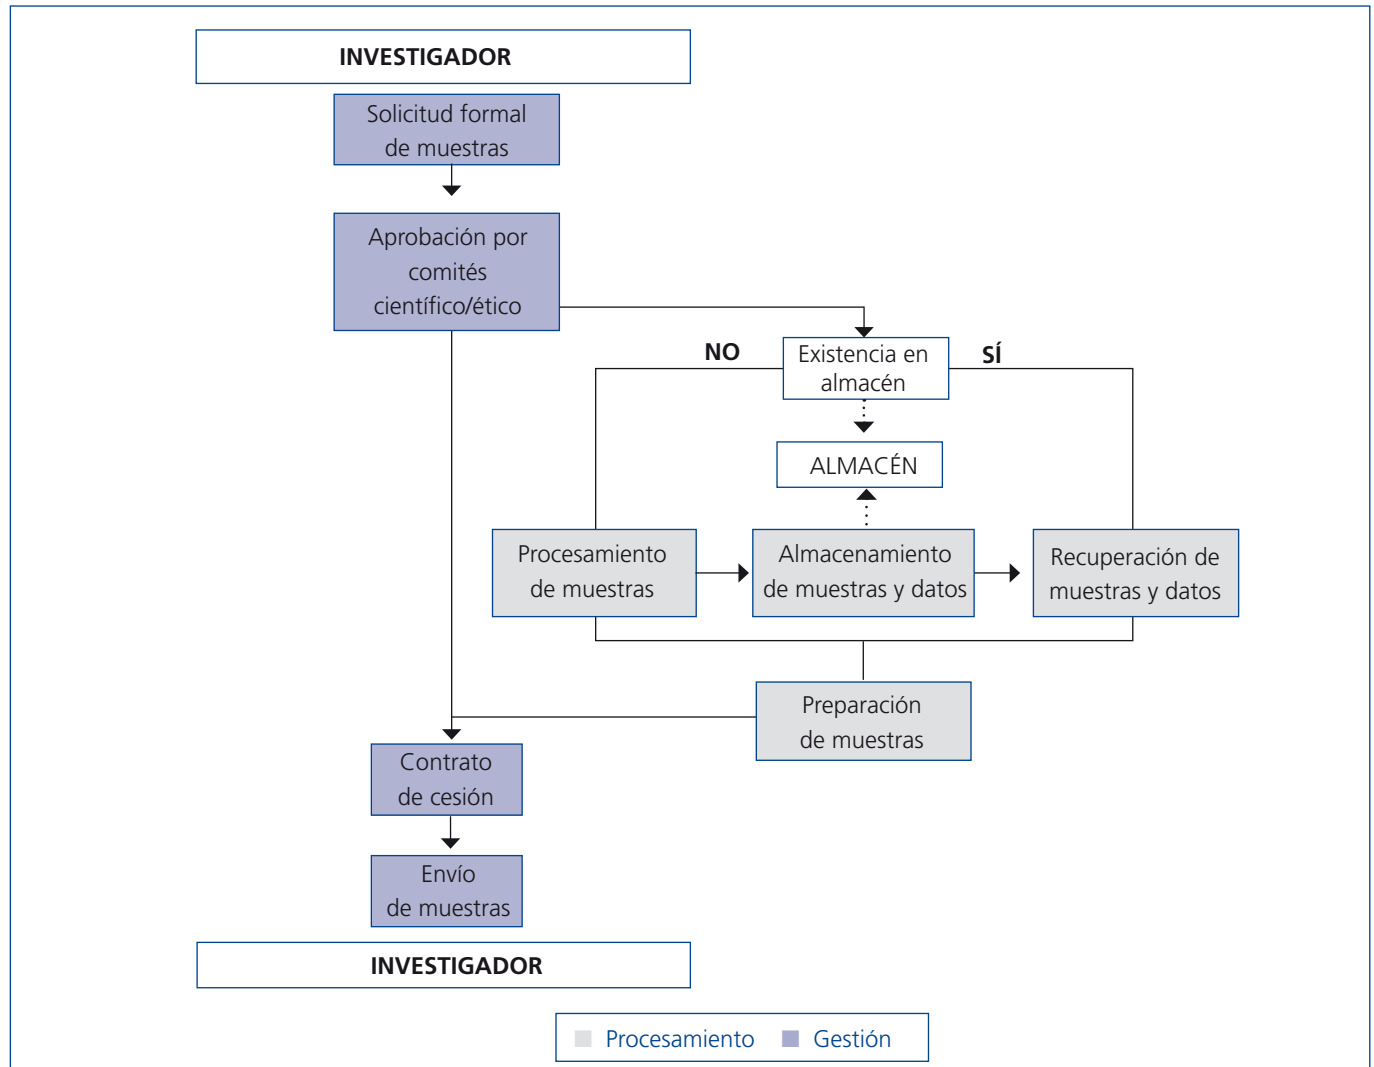 INVESTIGADOR
Solicitud formal
de muestras
Aprobación por
comités
científico/ético
NO
Existencia en
almacén
SÍ
ALMACÉN
Procesamiento
de muestras
Almacenamiento
de muestras y datos
Recuperación de
muestras y datos
Preparación
de muestras
Contrato
de cesión
Envío
de muestras
INVESTIGADOR
Procesamiento
Gestión